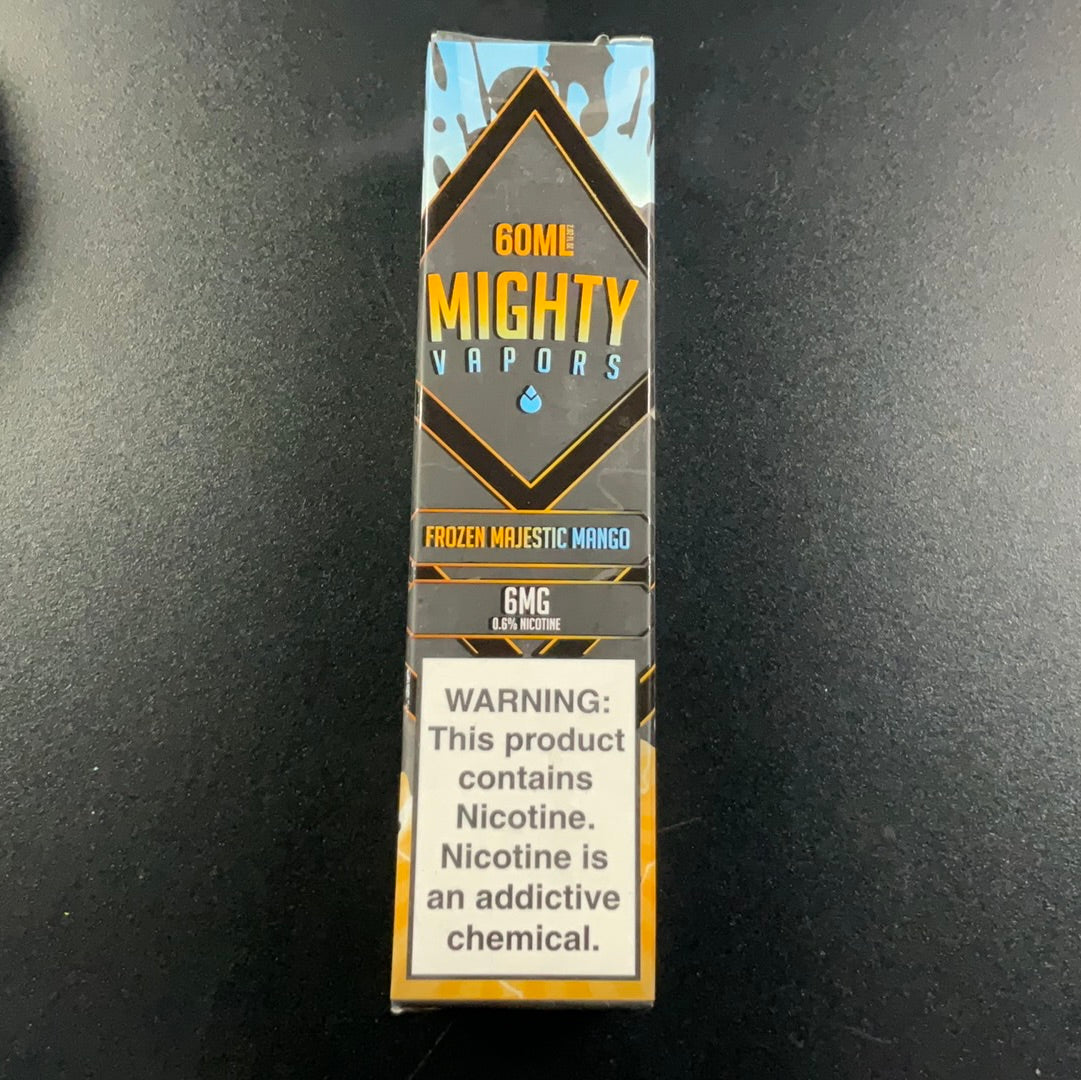 60ML
MIGHTY
VAPORS
FROZEN MAJESTIC MANGO
6MG
0.6% NICOTINE
WARNING:
This product
contains
Nicotine.
Nicotine is
an addictive
chemical.